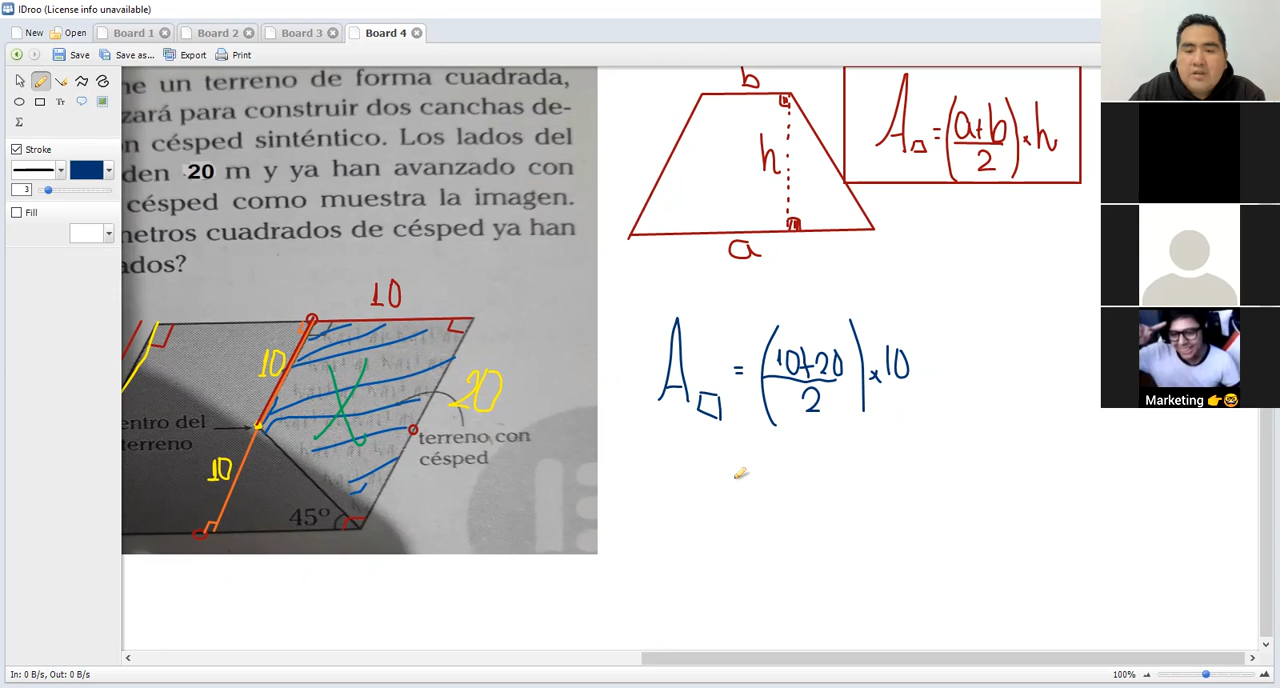 IDroo (License info unavailable)
New Open Board 1 Board 2 Board 3 Board 4
Save Save as... Export Print
Tr
Σ
Stroke
3
Fill
ne un terreno de forma cuadrada,
zará para construir dos canchas de-
n césped sinténtico. Los lados del
den 20 m y ya han avanzado con
césped como muestra la imagen.
netros cuadrados de césped ya han
ados?
10
10
20
entro del
terreno
terreno con
césped
10
45°
b
h
a
A = (a+b/2) × h
A = (10+20/2) × 10
Marketing 👉🤓
In: 0 B/s, Out: 0 B/s
100%